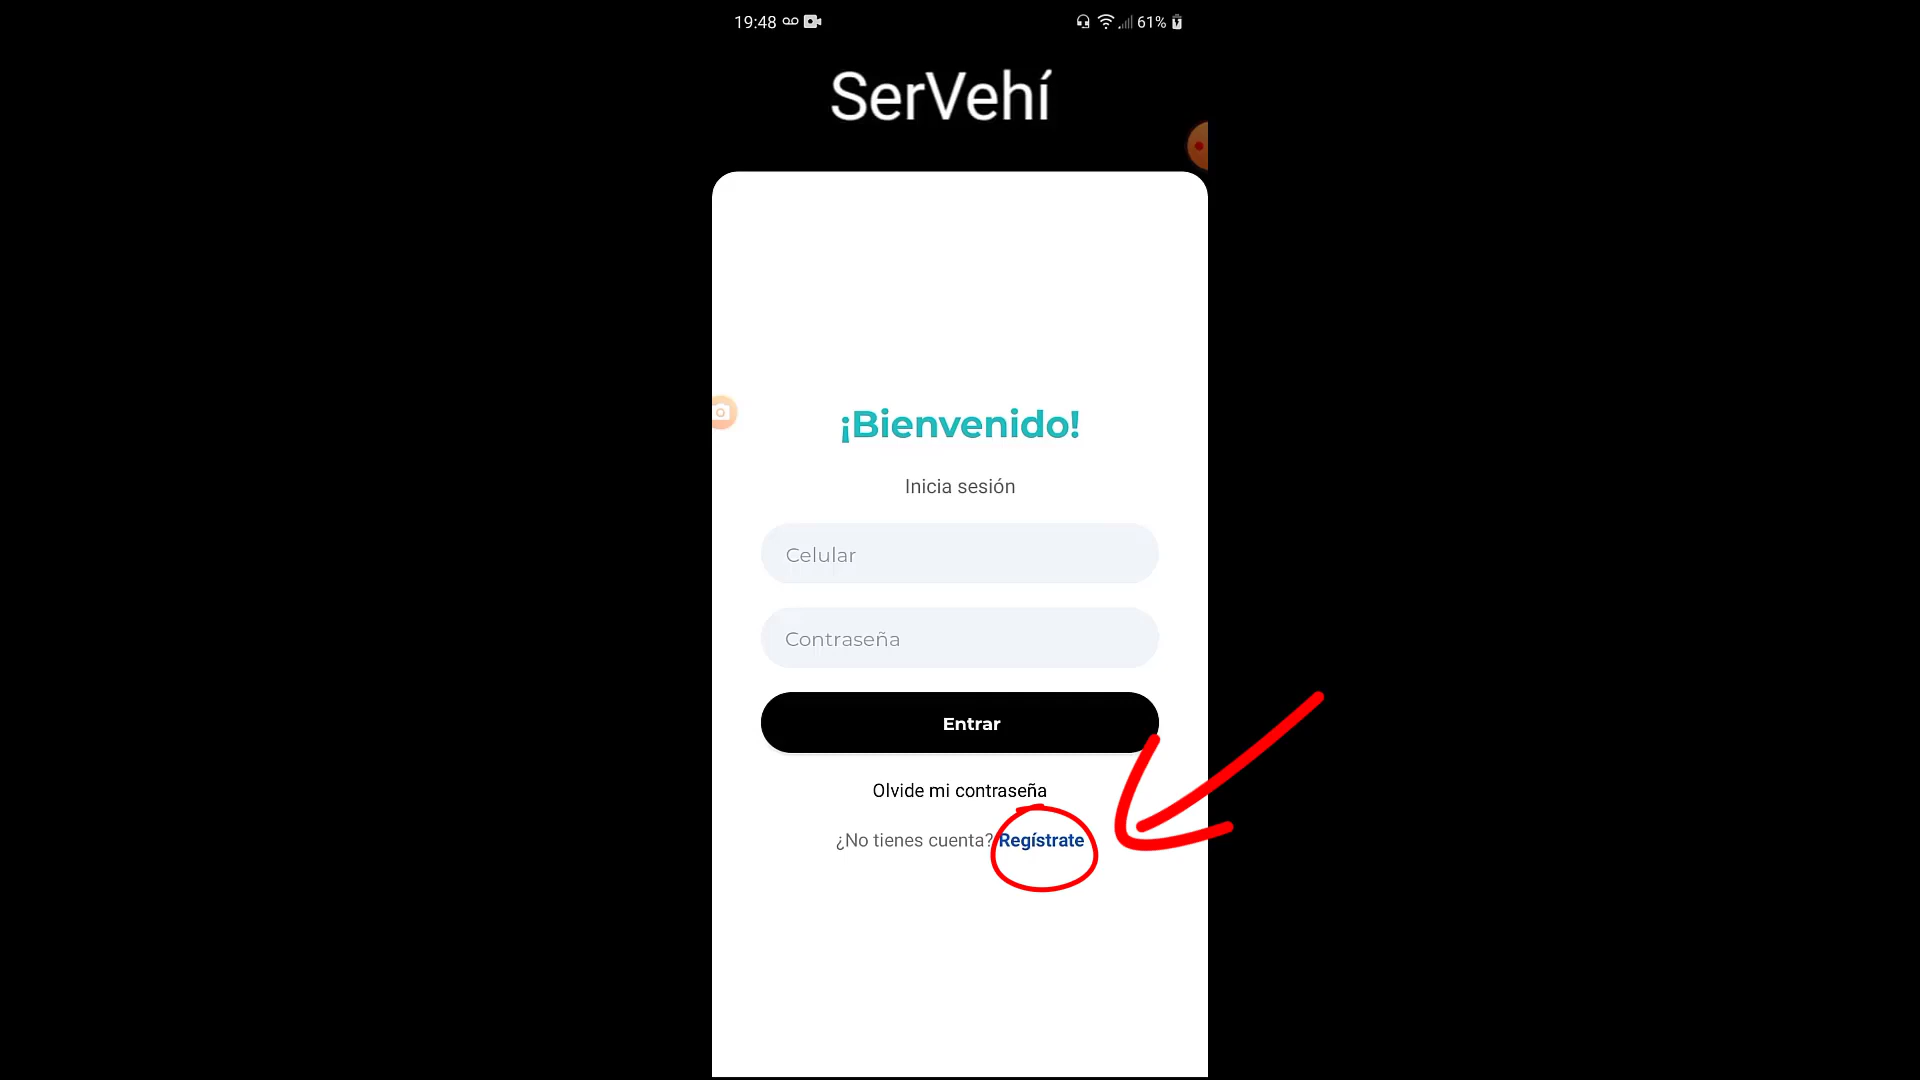 19:48 61%
SerVehí
¡Bienvenido!
Inicia sesión
Celular
Contraseña
Entrar
Olvide mi contraseña
¿No tienes cuenta? Regístrate